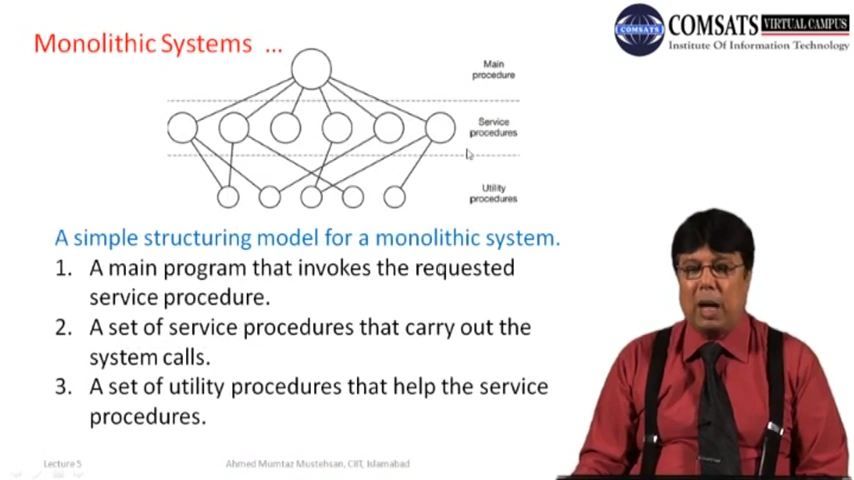 Monolithic Systems ...
COMSATS VIRTUAL CAMPUS
COMSATS
Institute Of Information Technology
Main
procedure
Service
procedures
Utility
procedures
A simple structuring model for a monolithic system.
1. A main program that invokes the requested
service procedure.
2. A set of service procedures that carry out the
system calls.
3. A set of utility procedures that help the service
procedures.
Lecture 5
Ahmed Mumtaz Mustehsan, CIIT, Islamabad